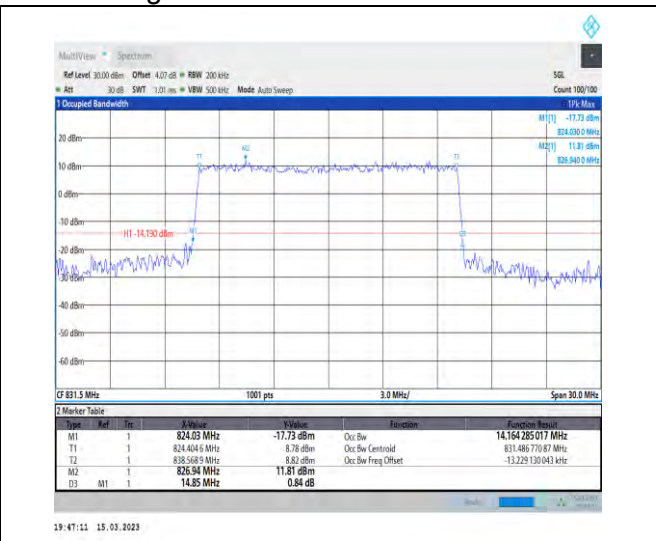 MultiView Spectrum
Ref Level 30.00 dBm Offset 4.07 dB RBW 200 kHz SGL
Att 30 dB SWT 1.01 ms VBW 500 kHz Mode Auto Sweep Count 100/100
1 Occupied Bandwidth 1Pk Max
M1[1] -17.73 dBm
824.030 0 MHz
M2[1] 11.81 dBm
826.940 0 MHz
20 dBm
M2
T1 T2
10 dBm
0 dBm
-10 dBm
H1 -14.190 dBm M1
-20 dBm D3
-30 dBm
-40 dBm
-50 dBm
-60 dBm
CF 831.5 MHz 1001 pts 3.0 MHz/ Span 30.0 MHz
2 Marker Table
Type Ref Trc X-Value Y-Value Function Function Result
M1 1 824.03 MHz -17.73 dBm Occ Bw 14.164 285 017 MHz
T1 1 824.404 6 MHz 8.78 dBm Occ Bw Centroid 831.486 770 87 MHz
T2 1 838.568 9 MHz 8.82 dBm Occ Bw Freq Offset -13.229 130 043 kHz
M2 1 826.94 MHz 11.81 dBm
D3 M1 1 14.85 MHz 0.84 dB
19:47:11 15.03.2023